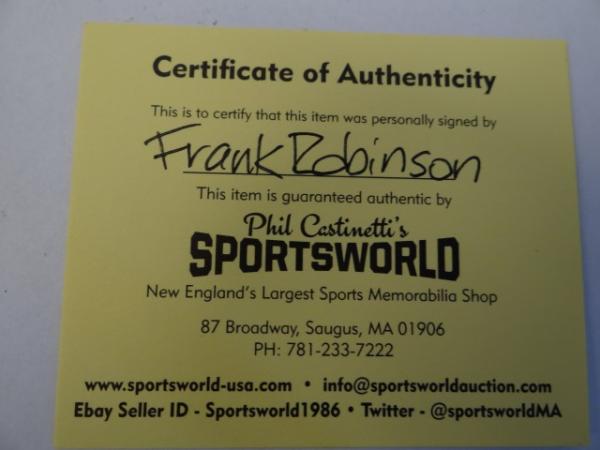 Certificate of Authenticity
This is to certify that this item was personally signed by
Frank Robinson
This item is guaranteed authentic by
Phil Castinetti's
SPORTSWORLD
New England's Largest Sports Memorabilia Shop
87 Broadway, Saugus, MA 01906
PH: 781-233-7222
www.sportsworld-usa.com • info@sportsworldauction.com
Ebay Seller ID - Sportsworld1986 • Twitter - @sportsworldMA